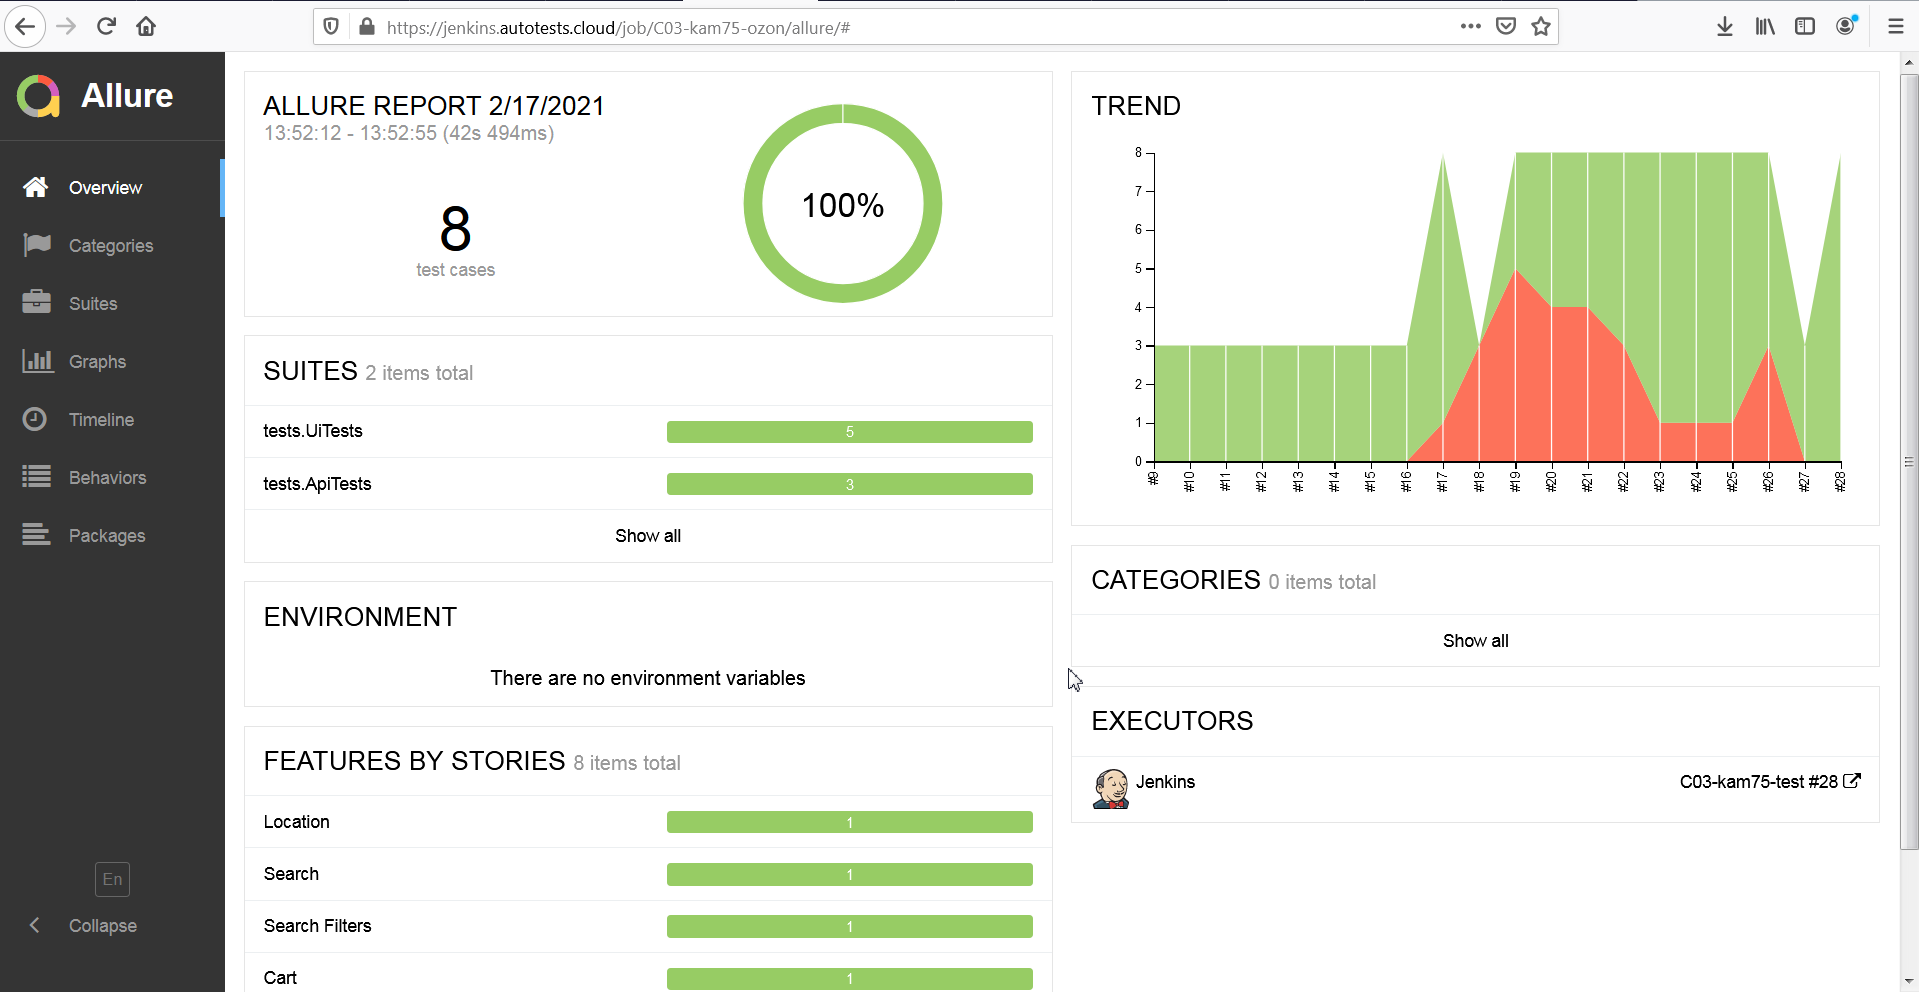 https://jenkins.autotests.cloud/job/C03-kam75-ozon/allure/#
Allure
Overview
Categories
Suites
Graphs
Timeline
Behaviors
Packages
En
Collapse
ALLURE REPORT 2/17/2021
13:52:12 - 13:52:55 (42s 494ms)
8
test cases
100%
SUITES 2 items total
tests.UiTests 5
tests.ApiTests 3
Show all
ENVIRONMENT
There are no environment variables
FEATURES BY STORIES 8 items total
Location 1
Search 1
Search Filters 1
Cart 1
TREND
8
7
6
5
4
3
2
1
0
#9 #10 #11 #12 #13 #14 #15 #16 #17 #18 #19 #20 #21 #22 #23 #24 #25 #26 #27 #28
CATEGORIES 0 items total
Show all
EXECUTORS
Jenkins C03-kam75-test #28